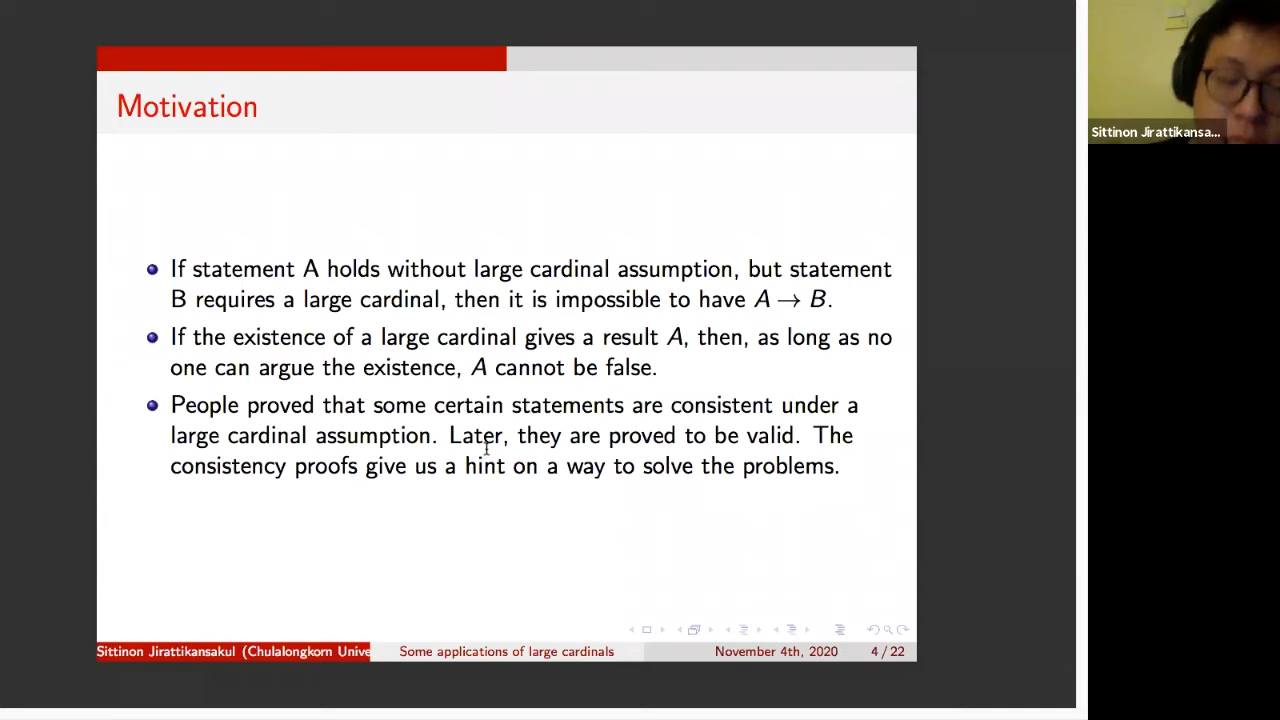 Motivation
If statement A holds without large cardinal assumption, but statement
B requires a large cardinal, then it is impossible to have A → B.
If the existence of a large cardinal gives a result A, then, as long as no
one can argue the existence, A cannot be false.
People proved that some certain statements are consistent under a
large cardinal assumption. Later, they are proved to be valid. The
consistency proofs give us a hint on a way to solve the problems.
Sittinon Jirattikansakul (Chulalongkorn Unive
Some applications of large cardinals
November 4th, 2020
4 / 22
Sittinon Jirattikansa...